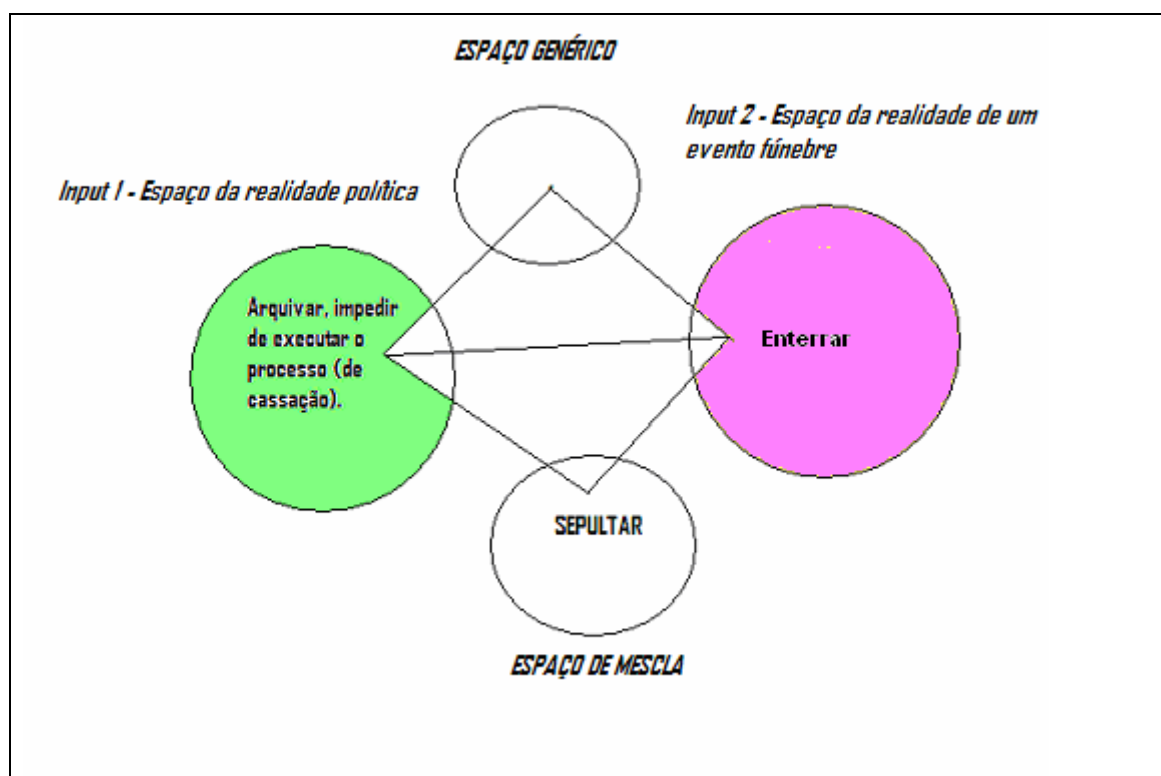 ESPAÇO GENÉRICO
Input 2 - Espaço da realidade de um
evento fúnebre
Input 1 - Espaço da realidade política
Arquivar, impedir
de executar o
processo (de
cassação).
Enterrar
SEPULTAR
ESPAÇO DE MESCLA